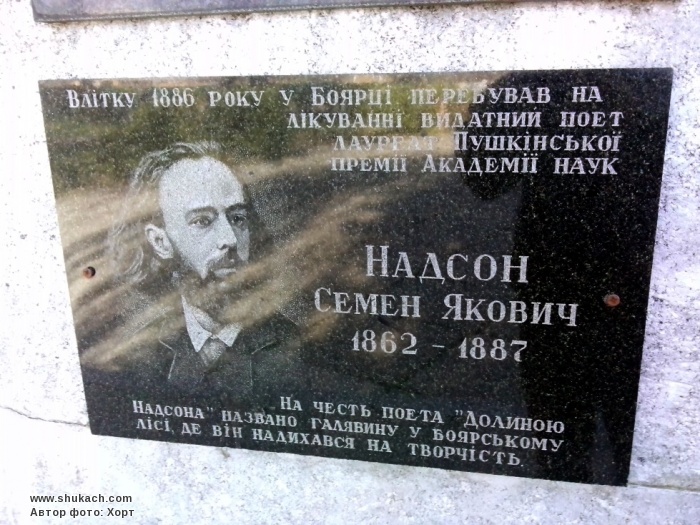 Влітку 1886 року у Боярці перебував на
лікуванні видатний поет
лауреат Пушкінської
премії Академії наук
Надсон
Семен Якович
1862 - 1887
На честь поета "Долиною
Надсона" названо галявину у Боярському
лісі, де він надихався на творчість.
www.shukach.com
Автор фото: Хорт